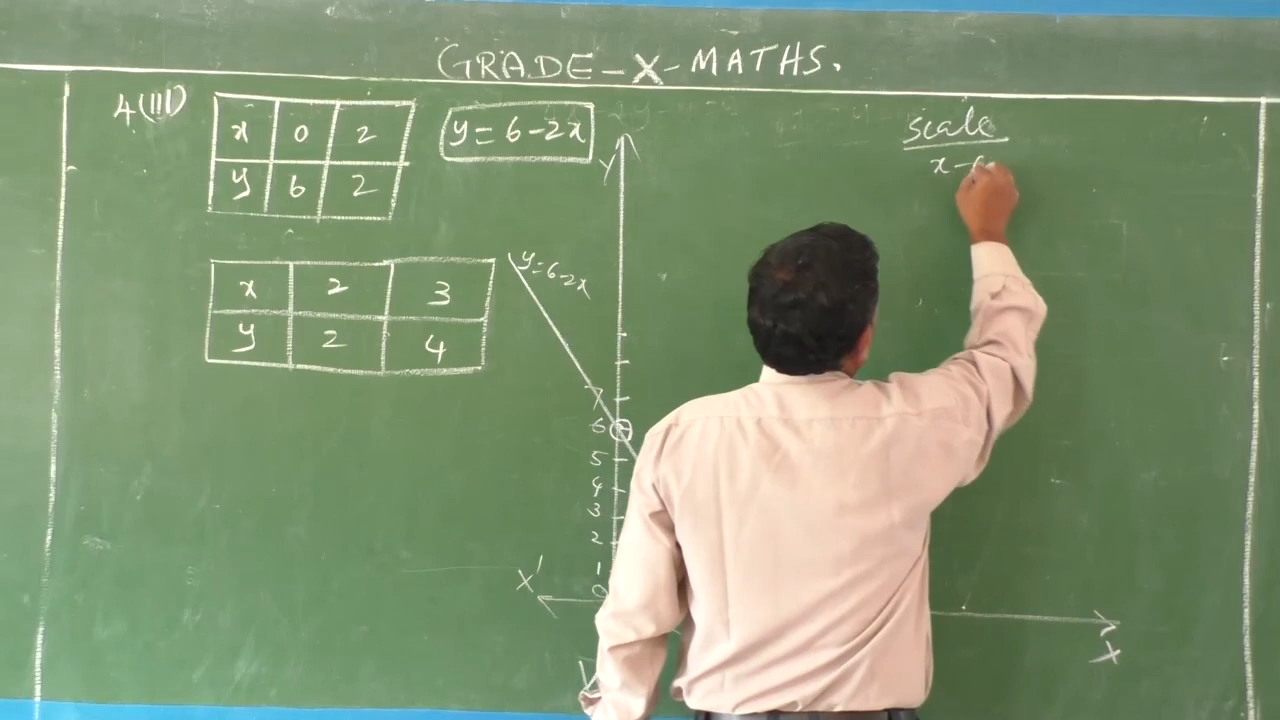 GRADE-X-MATHS.
4(III)
x 0 2
y 6 2
y = 6-2x
x 2 3
y 2 4
y=6-2x
Y
7
6
5
4
3
2
1
0
X'
X
scale
x-